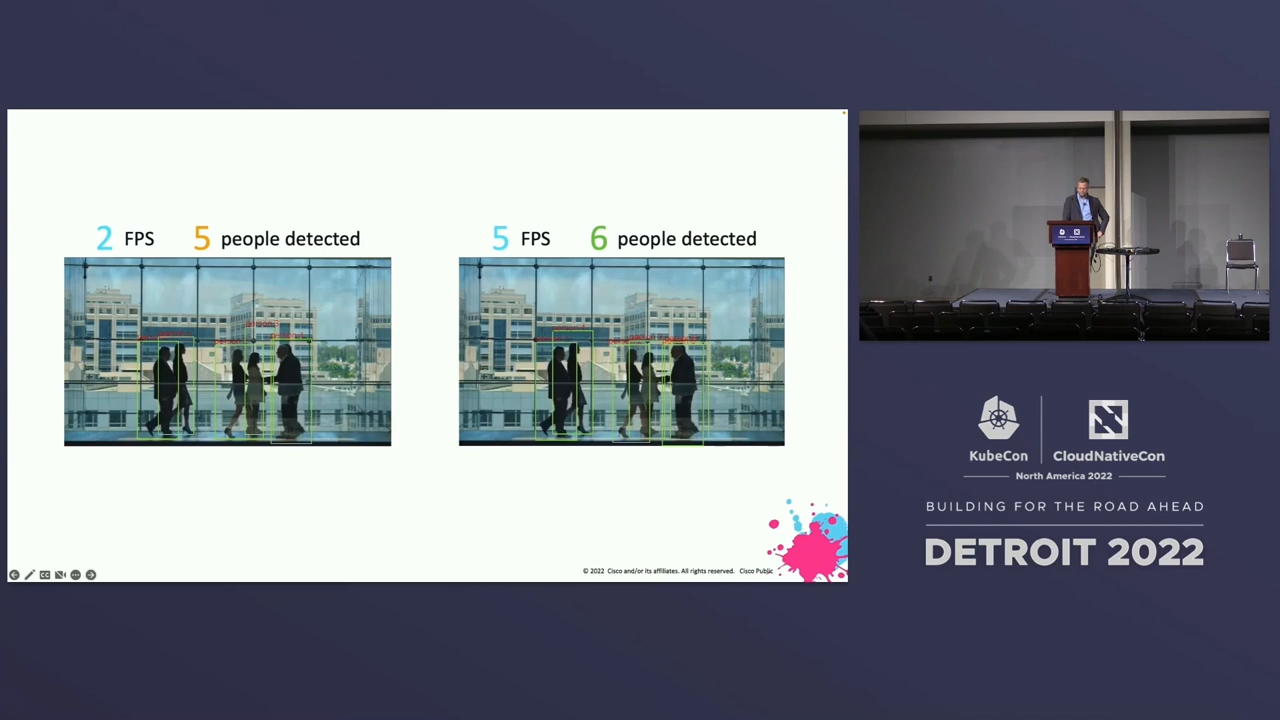 2 FPS 5 people detected
5 FPS 6 people detected
© 2022 Cisco and/or its affiliates. All rights reserved. Cisco Public
KubeCon
CloudNativeCon
North America 2022
BUILDING FOR THE ROAD AHEAD
DETROIT 2022